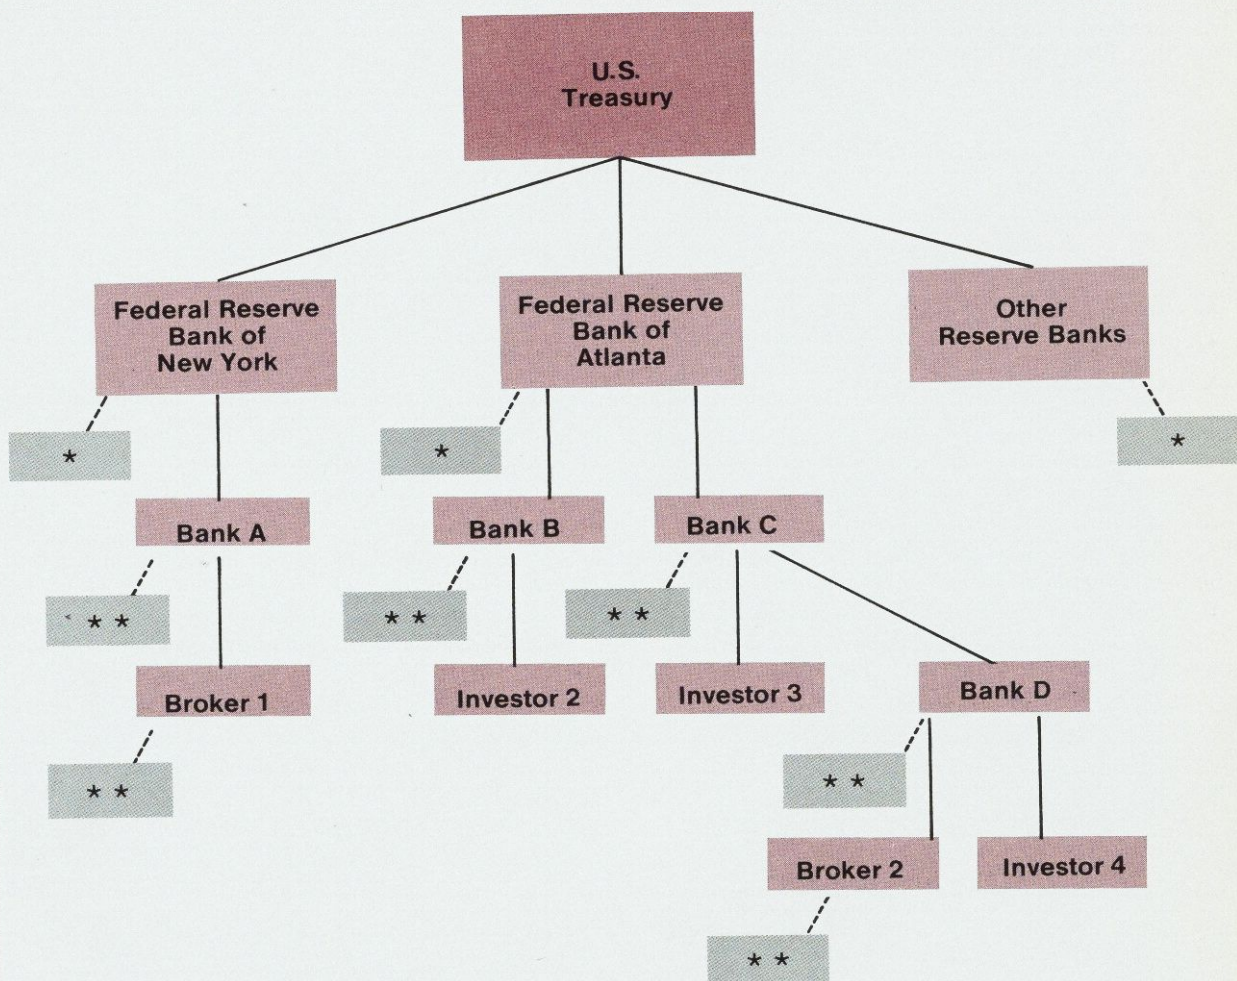 U.S.
Treasury
Federal Reserve
Bank of
New York
Federal Reserve
Bank of
Atlanta
Other
Reserve Banks
*
*
*
Bank A
Bank B
Bank C
* *
* *
* *
Broker 1
Investor 2
Investor 3
Bank D
* *
* *
Broker 2
Investor 4
* *